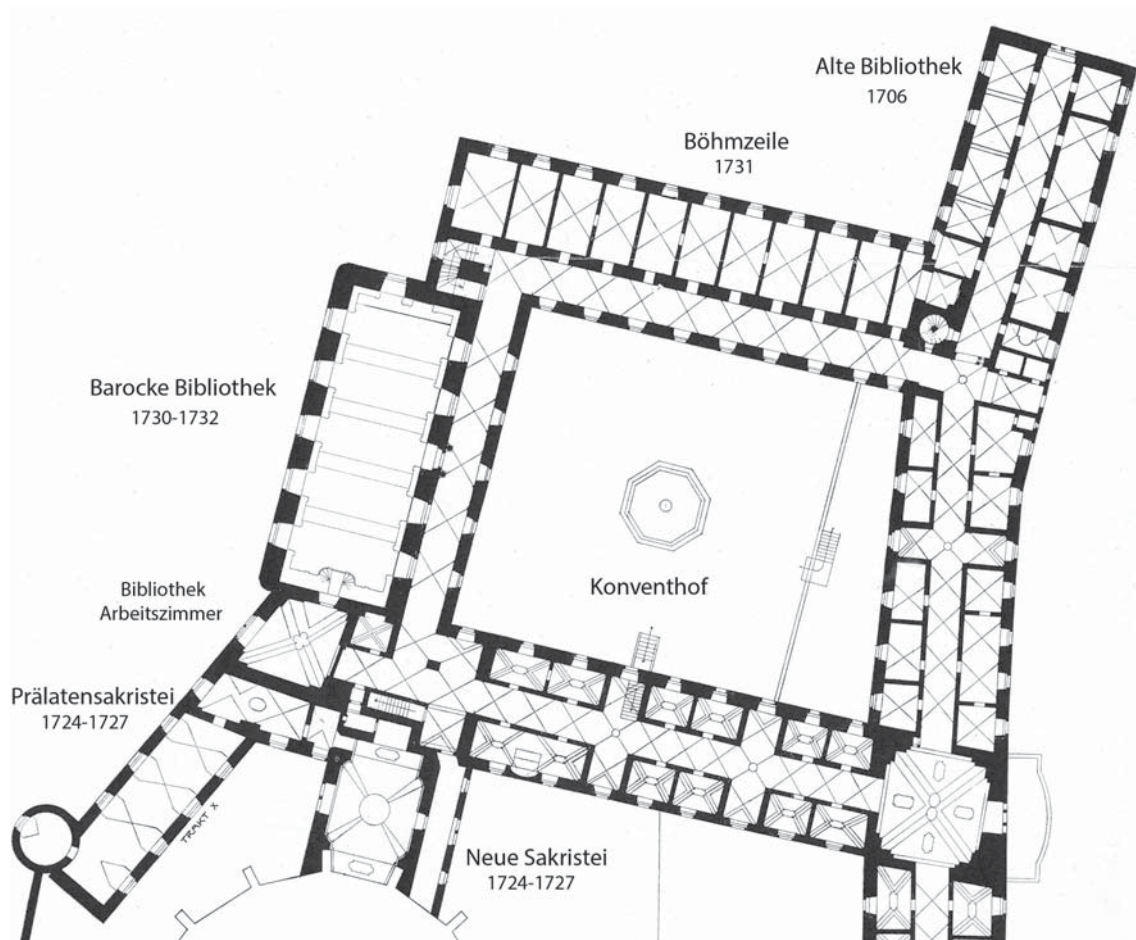 Alte Bibliothek
1706
Böhmzeile
1731
Barocke Bibliothek
1730-1732
Bibliothek
Arbeitszimmer
Konventhof
Prälatensakristei
1724-1727
TRAKT X
Neue Sakristei
1724-1727